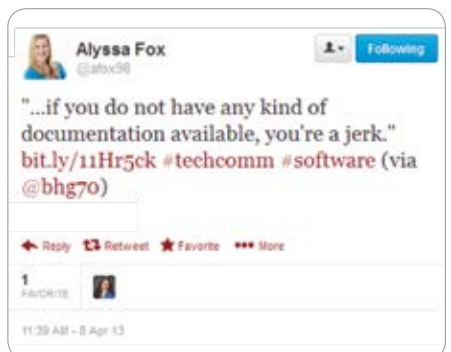 Alyssa Fox
Following
@afox98
"...if you do not have any kind of
documentation available, you're a jerk."
bit.ly/11Hr5ck #techcomm #software (via
@bhg70)
Reply Retweet Favorite More
1
FAVORITE
11:39 AM - 8 Apr 13